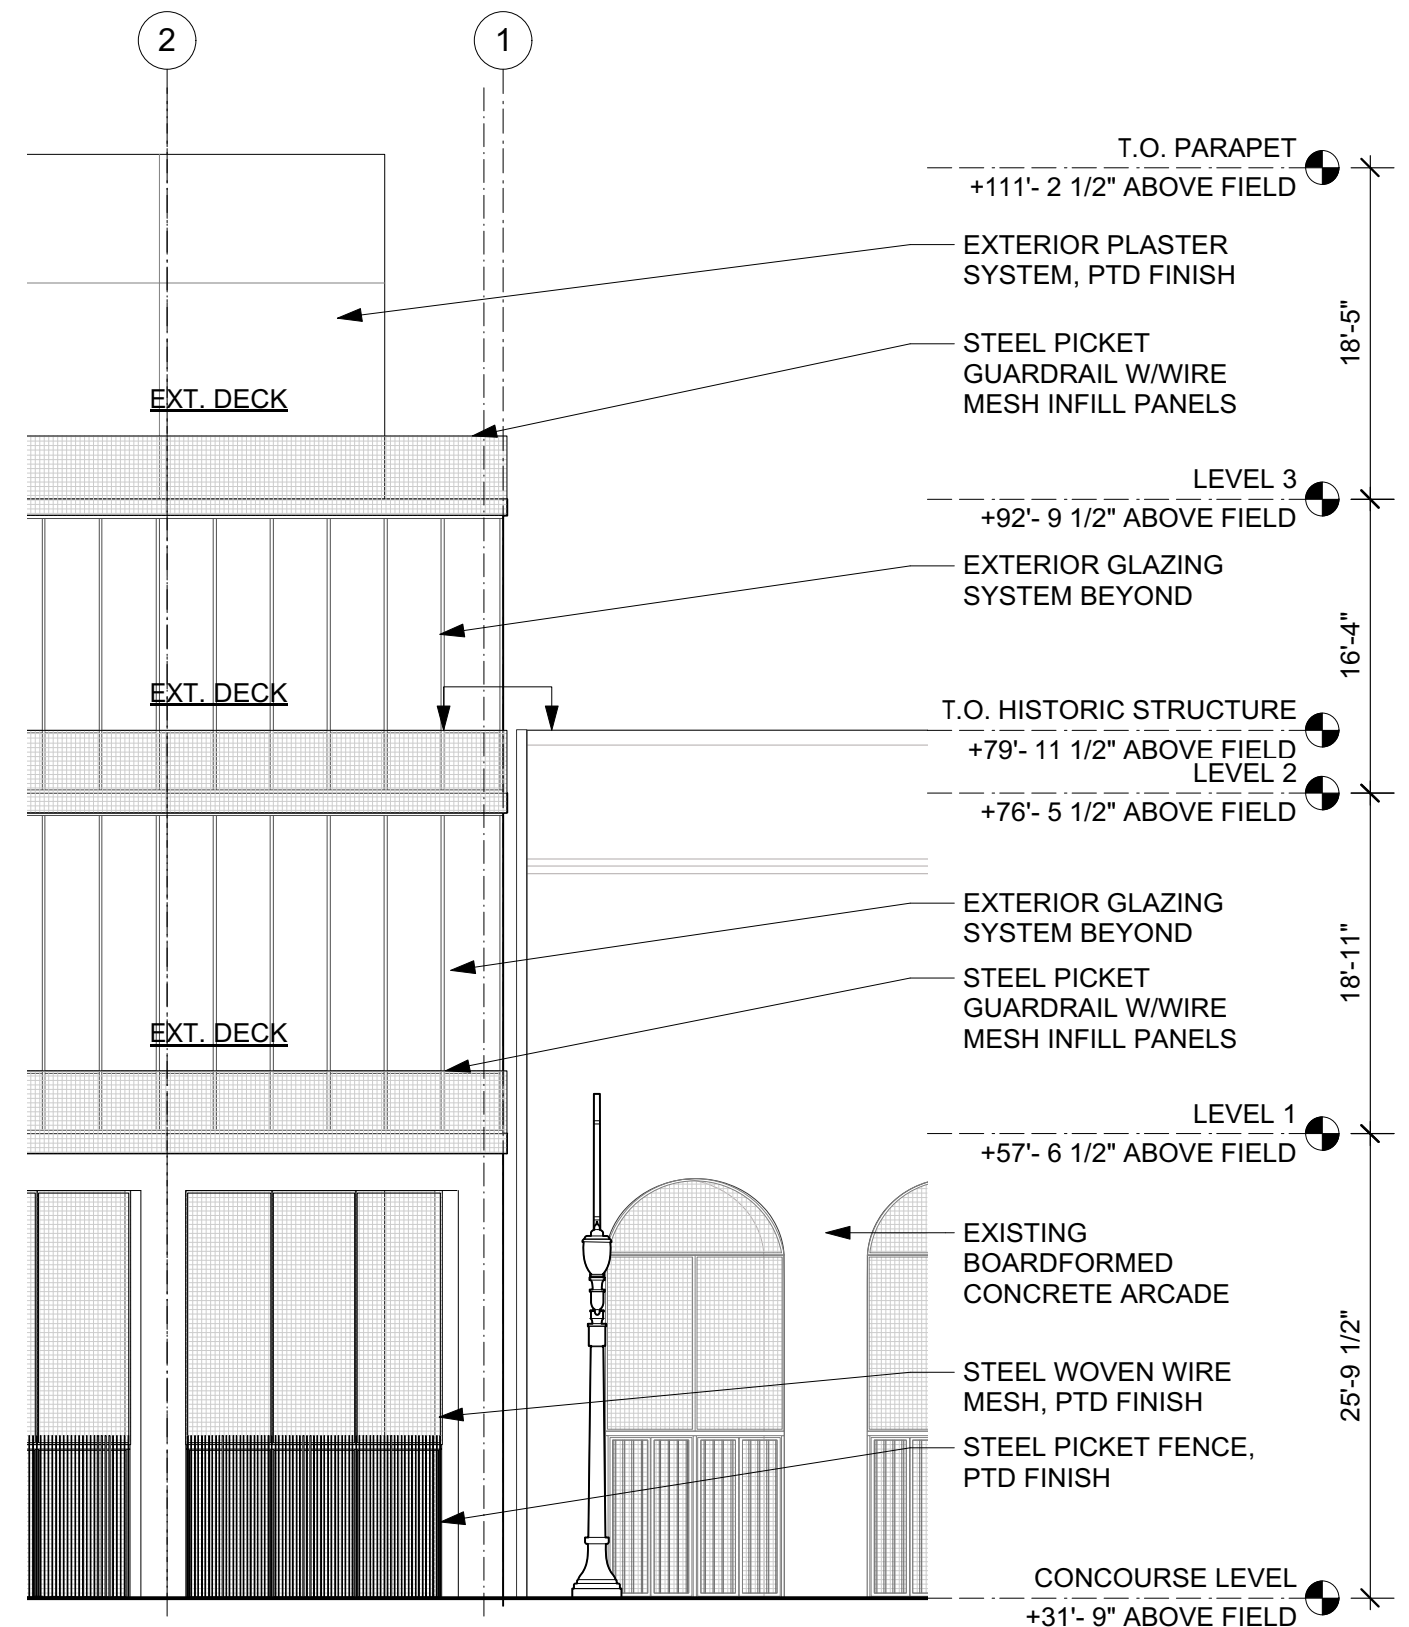 2
1
T.O. PARAPET
+111'- 2 1/2" ABOVE FIELD
EXTERIOR PLASTER
SYSTEM, PTD FINISH
18'-5"
STEEL PICKET
GUARDRAIL W/WIRE
MESH INFILL PANELS
EXT. DECK
LEVEL 3
+92'- 9 1/2" ABOVE FIELD
EXTERIOR GLAZING
SYSTEM BEYOND
16'-4"
EXT. DECK
T.O. HISTORIC STRUCTURE
+79'- 11 1/2" ABOVE FIELD
LEVEL 2
+76'- 5 1/2" ABOVE FIELD
EXTERIOR GLAZING
SYSTEM BEYOND
18'-11"
STEEL PICKET
GUARDRAIL W/WIRE
MESH INFILL PANELS
EXT. DECK
LEVEL 1
+57'- 6 1/2" ABOVE FIELD
EXISTING
BOARDFORMED
CONCRETE ARCADE
25'-9 1/2"
STEEL WOVEN WIRE
MESH, PTD FINISH
STEEL PICKET FENCE,
PTD FINISH
CONCOURSE LEVEL
+31'- 9" ABOVE FIELD